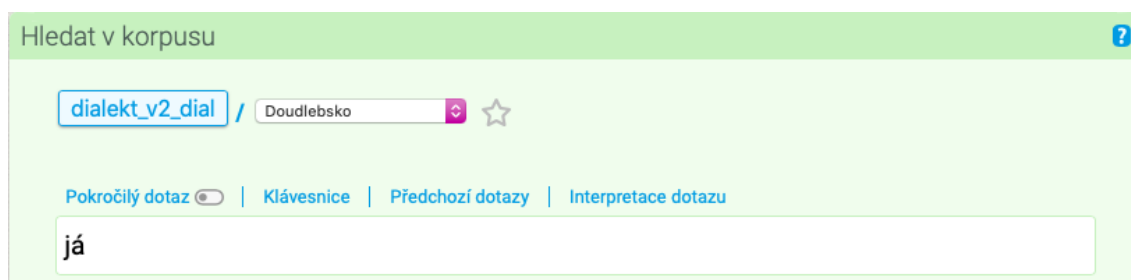 Hledat v korpusu ?
dialekt_v2_dial / Doudlebsko
Pokročilý dotaz | Klávesnice | Předchozí dotazy | Interpretace dotazu
já